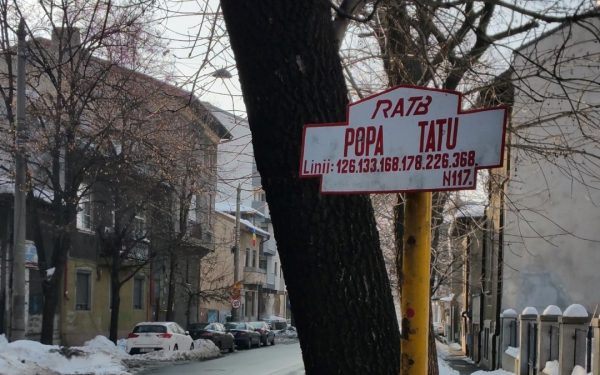 RATB
POPA TATU
Linii: 126.133.168.178.226.368.
N117.